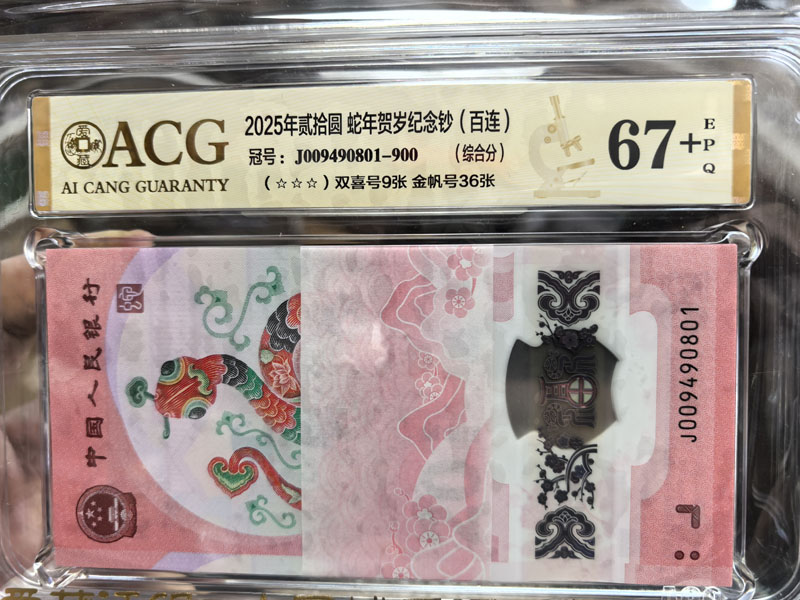 ACG
AI CANG GUARANTY
2025年贰拾圆 蛇年贺岁纪念钞（百连）
冠号：J009490801-900 （综合分）
（☆☆☆）双喜号9张 金帆号36张
67+
EPQ
中国人民银行
J009490801